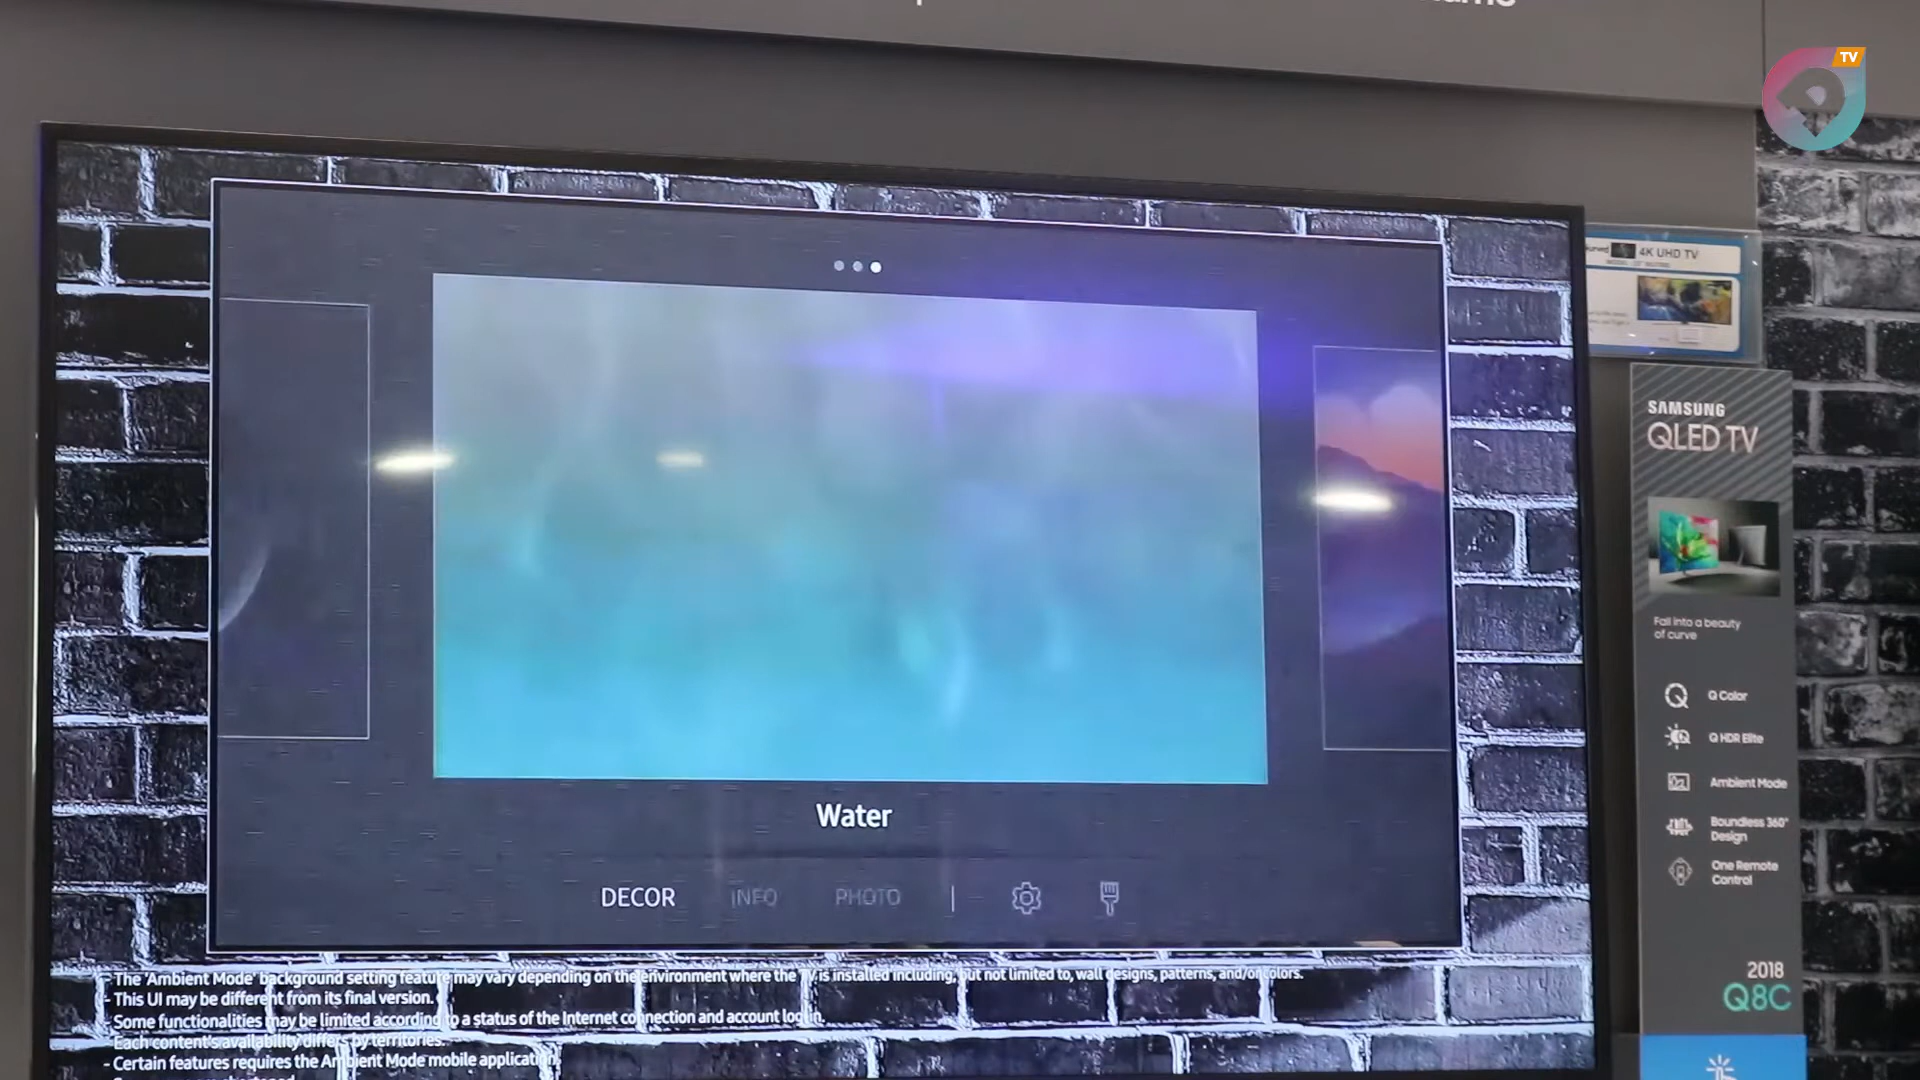 TV
4K UHD TV
SAMSUNG
QLED TV
Fall into a beauty
of curve
Q Color
Q HDR Elite
Ambient Mode
Boundless 360°
Design
One Remote
Control
2018
Q8C
Water
DECOR INFO PHOTO
- The 'Ambient Mode' background setting feature may vary depending on the environment where the TV is installed including, but not limited to, wall designs, patterns, and/or colors.
- This UI may be different from its final version.
- Some functionalities may be limited according to a status of the Internet connection and account log in.
- Each content's availability differs by territories.
- Certain features requires the Ambient Mode mobile application.